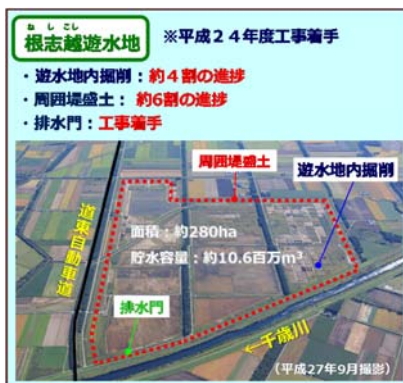 ねしこし
根志越遊水地
※平成２４年度工事着手
・遊水地内掘削：約４割の進捗
・周囲堤盛土：約6割の進捗
・排水門：工事着手
周囲堤盛土
遊水地内掘削
道東自動車道
面積：約280ha
貯水容量：約10.6百万m³
排水門
←千歳川
（平成27年9月撮影）